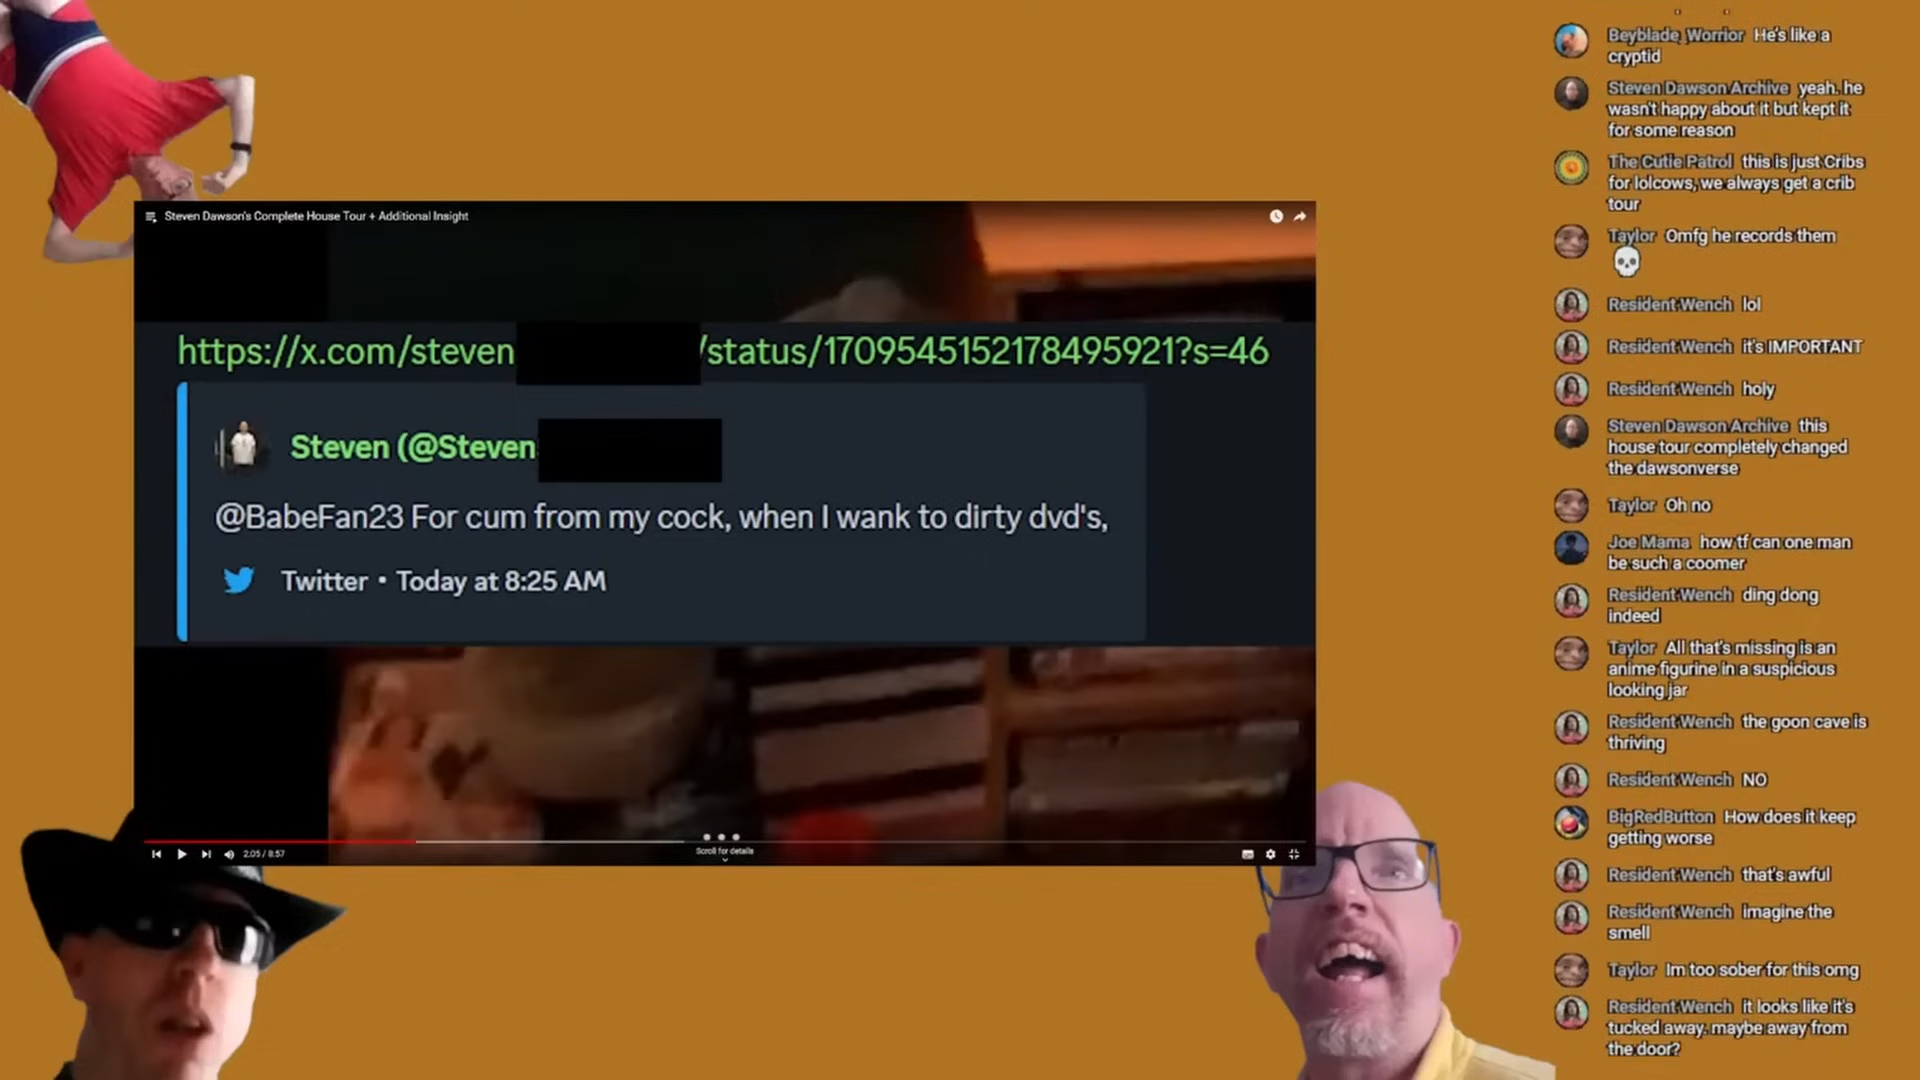 Steven Dawson's Complete House Tour + Additional Insight
https://x.com/steven
/status/1709545152178495921?s=46
Steven (@Steven
@BabeFan23 For cum from my cock, when I wank to dirty dvd's,
Twitter • Today at 8:25 AM
2:05 / 8:57
Scroll for details
Beyblade Worrior He's like a
cryptid
Steven Dawson Archive yeah. he
wasn't happy about it but kept it
for some reason
The Cutie Patrol this is just Cribs
for lolcows, we always get a crib
tour
Taylor Omfg he records them
Resident Wench lol
Resident Wench it's IMPORTANT
Resident Wench holy
Steven Dawson Archive this
house tour completely changed
the dawsonverse
Taylor Oh no
Joe Mama how tf can one man
be such a coomer
Resident Wench ding dong
indeed
Taylor All that's missing is an
anime figurine in a suspicious
looking jar
Resident Wench the goon cave is
thriving
Resident Wench NO
BigRedButton How does it keep
getting worse
Resident Wench that's awful
Resident Wench imagine the
smell
Taylor Im too sober for this omg
Resident Wench it looks like it's
tucked away. maybe away from
the door?